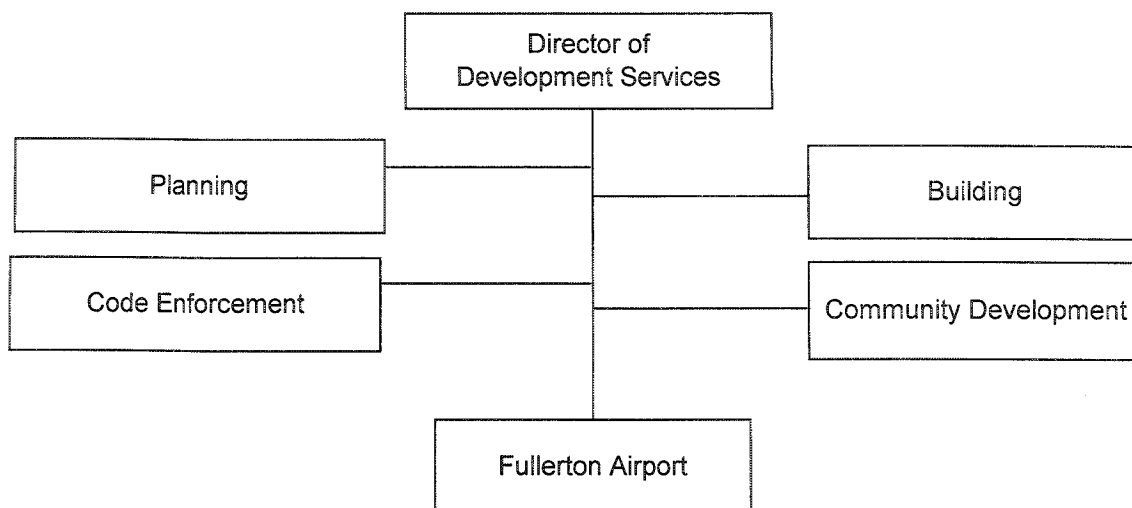 Director of
Development Services
Planning
Building
Code Enforcement
Community Development
Fullerton Airport